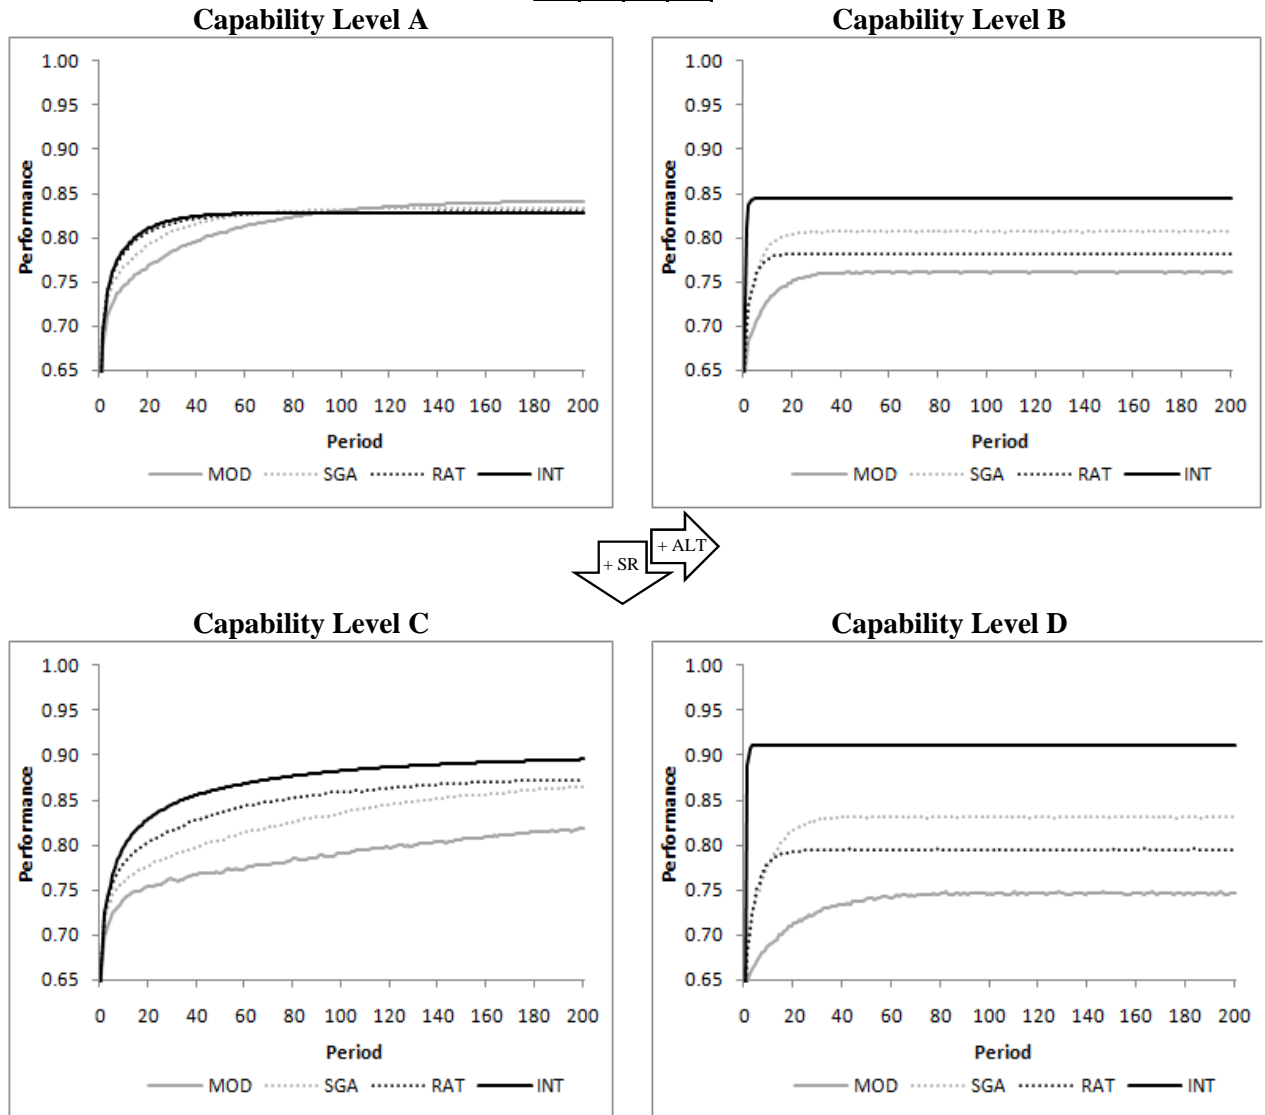 Capability Level A
Capability Level B
1.00
0.95
0.90
0.85
0.80
0.75
0.70
0.65
Performance
0 20 40 60 80 100 120 140 160 180 200
Period
MOD SGA RAT INT
1.00
0.95
0.90
0.85
0.80
0.75
0.70
0.65
Performance
0 20 40 60 80 100 120 140 160 180 200
Period
MOD SGA RAT INT
+ ALT
+ SR
Capability Level C
Capability Level D
1.00
0.95
0.90
0.85
0.80
0.75
0.70
0.65
Performance
0 20 40 60 80 100 120 140 160 180 200
Period
MOD SGA RAT INT
1.00
0.95
0.90
0.85
0.80
0.75
0.70
0.65
Performance
0 20 40 60 80 100 120 140 160 180 200
Period
MOD SGA RAT INT